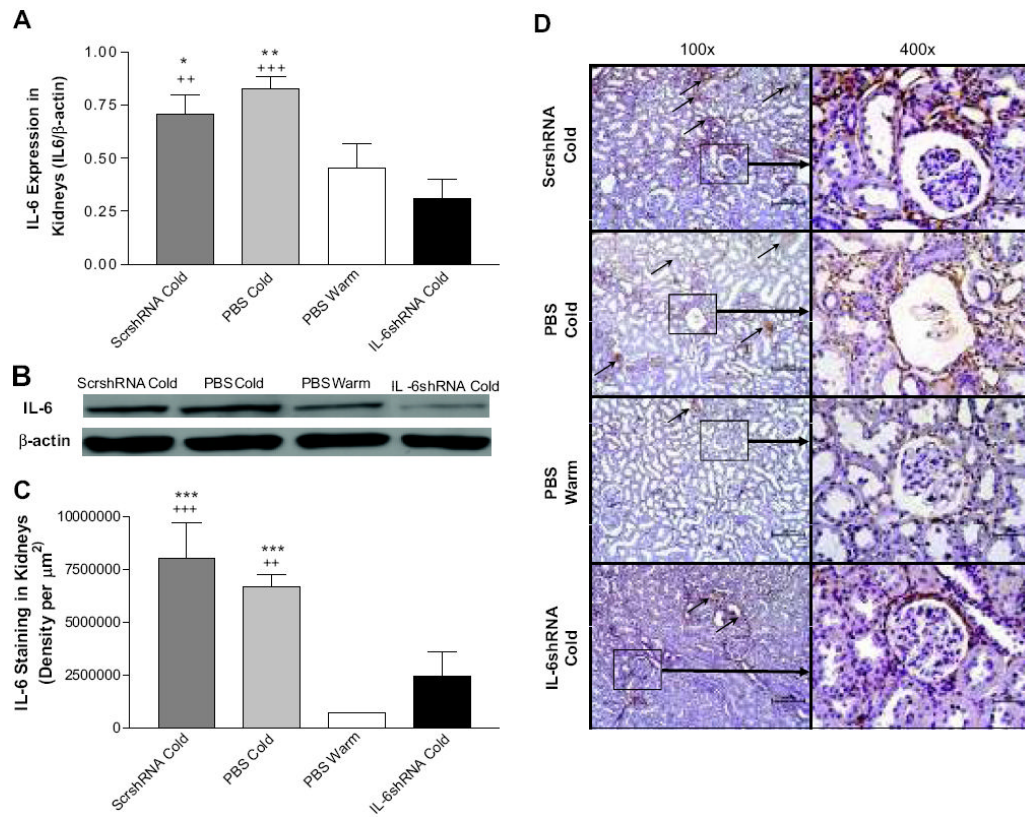 A
IL-6 Expression in
Kidneys (IL6/β-actin)
1.00
0.75
0.50
0.25
0.00
*
++
**
+++
ScrshRNA Cold
PBS Cold
PBS Warm
IL-6shRNA Cold
B
ScrshRNA Cold PBS Cold PBS Warm IL-6shRNA Cold
IL-6
β-actin
C
IL-6 Staining in Kidneys
(Density per μm²)
10000000
7500000
5000000
2500000
0
***
+++
***
++
ScrshRNA Cold
PBS Cold
PBS Warm
IL-6shRNA Cold
D
100x 400x
ScrshRNA
Cold
PBS
Cold
PBS
Warm
IL-6shRNA
Cold